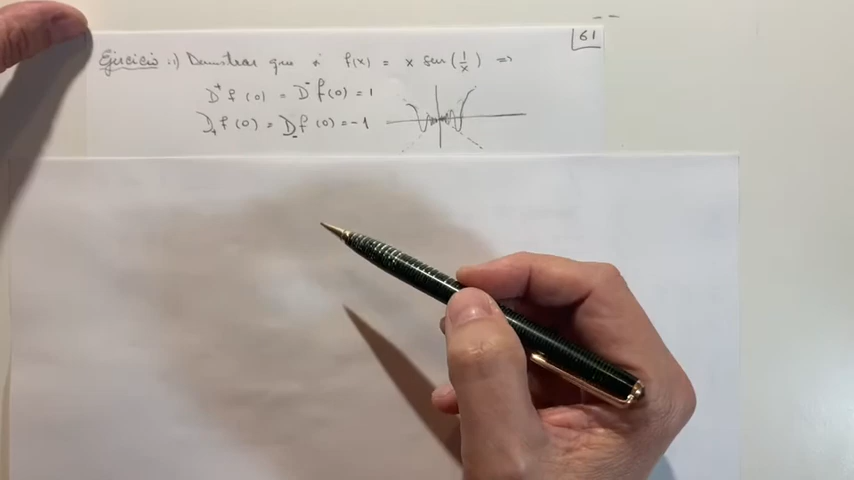 61
Ejercicio :) Demostrar que si f(x) = x sen(1/x) =>
D⁺f(0) = D⁻f(0) = 1
D₊f(0) = D₋f(0) = -1